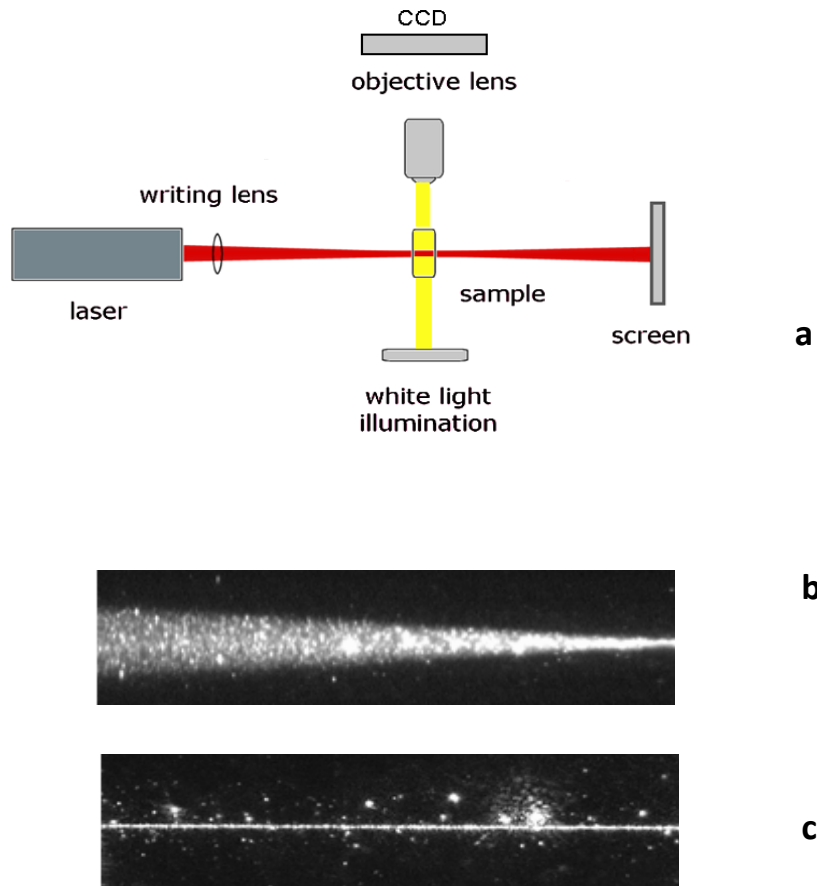 CCD
objective lens
writing lens
laser
sample
screen
white light
illumination
a
b
c